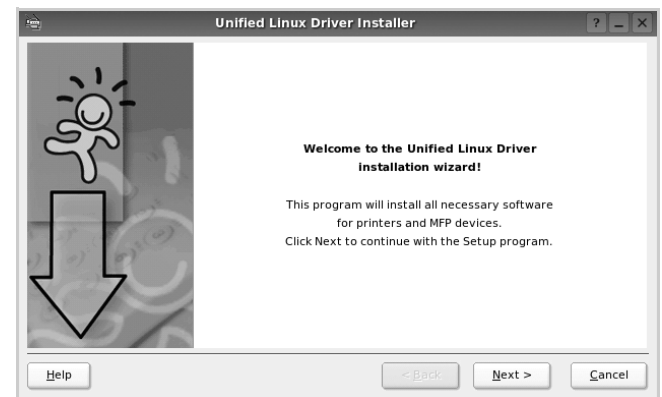 Unified Linux Driver Installer
Welcome to the Unified Linux Driver
installation wizard!
This program will install all necessary software
for printers and MFP devices.
Click Next to continue with the Setup program.
Help
< Back
Next >
Cancel